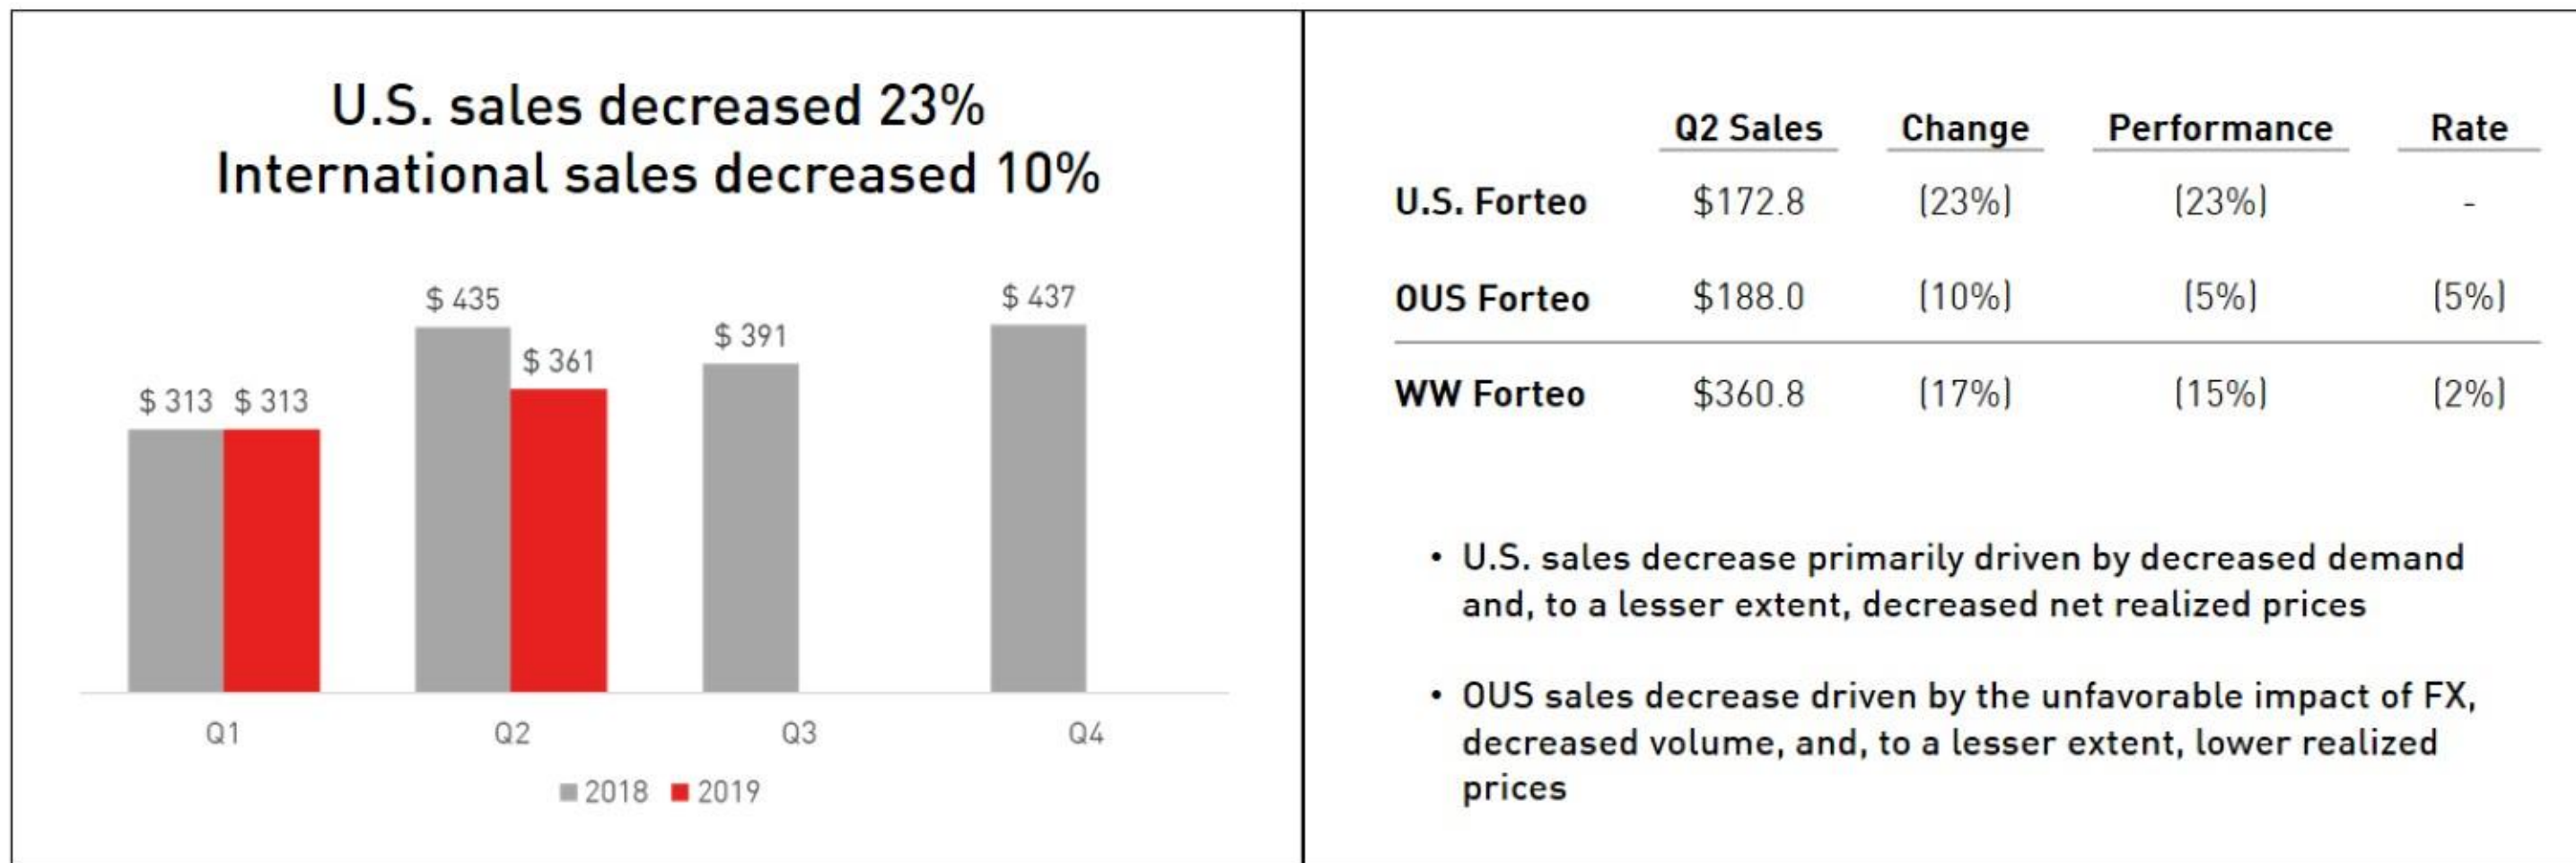 U.S. sales decreased 23%
International sales decreased 10%
$ 313 $ 313
$ 435
$ 361
$ 391
$ 437
Q1 Q2 Q3 Q4
2018 2019
Q2 Sales Change Performance Rate
U.S. Forteo $172.8 (23%) (23%) -
OUS Forteo $188.0 (10%) (5%) (5%)
WW Forteo $360.8 (17%) (15%) (2%)
• U.S. sales decrease primarily driven by decreased demand
and, to a lesser extent, decreased net realized prices
• OUS sales decrease driven by the unfavorable impact of FX,
decreased volume, and, to a lesser extent, lower realized
prices